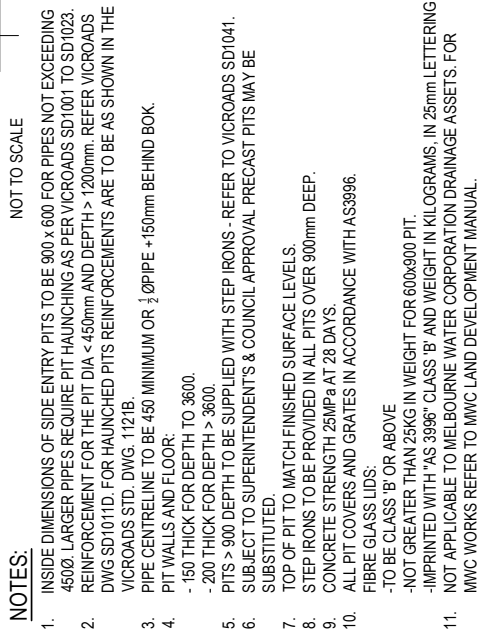 NOT TO SCALE
NOTES:
1. INSIDE DIMENSIONS OF SIDE ENTRY PITS TO BE 900 x 600 FOR PIPES NOT EXCEEDING
450Ø. LARGER PIPES REQUIRE PIT HAUNCHING AS PER VICROADS SD1001 TO SD1023.
2. REINFORCEMENT FOR THE PIT DIA < 450mm AND DEPTH > 1200mm. REFER VICROADS
DWG SD1011D. FOR HAUNCHED PITS REINFORCEMENTS ARE TO BE AS SHOWN IN THE
VICROADS STD. DWG. 1121B.
3. PIPE CENTRELINE TO BE 450 MINIMUM OR ½ ØPIPE +150mm BEHIND BOK.
4. PIT WALLS AND FLOOR:
- 150 THICK FOR DEPTH TO 3600.
- 200 THICK FOR DEPTH > 3600.
5. PITS > 900 DEPTH TO BE SUPPLIED WITH STEP IRONS - REFER TO VICROADS SD1041.
6. SUBJECT TO SUPERINTENDENT'S & COUNCIL APPROVAL PRECAST PITS MAY BE
SUBSTITUTED.
7. TOP OF PIT TO MATCH FINISHED SURFACE LEVELS.
8. STEP IRONS TO BE PROVIDED IN ALL PITS OVER 900mm DEEP.
9. CONCRETE STRENGTH 25MPa AT 28 DAYS.
10. ALL PIT COVERS AND GRATES IN ACCORDANCE WITH AS3996.
FIBRE GLASS LIDS:
-TO BE CLASS 'B' OR ABOVE
-NOT GREATER THAN 25KG IN WEIGHT FOR 600x900 PIT.
-IMPRINTED WITH "AS 3996" CLASS 'B' AND WEIGHT IN KILOGRAMS, IN 25mm LETTERING
11. NOT APPLICABLE TO MELBOURNE WATER CORPORATION DRAINAGE ASSETS. FOR
MWC WORKS REFER TO MWC LAND DEVELOPMENT MANUAL.